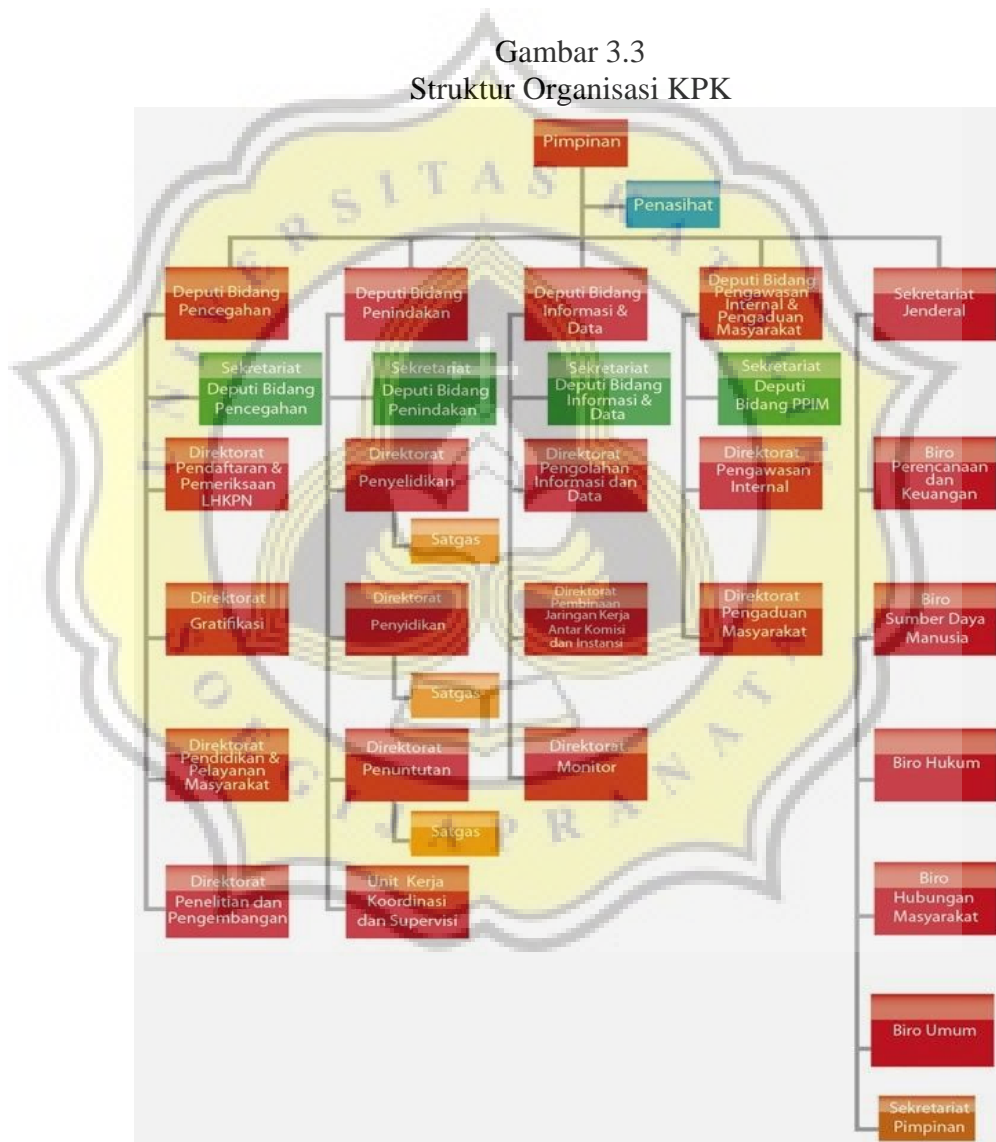 Gambar 3.3
Struktur Organisasi KPK
Pimpinan
Penasihat
Deputi Bidang
Pencegahan
Deputi Bidang
Penindakan
Deputi Bidang
Informasi &
Data
Deputi Bidang
Pengawasan
Internal &
Pengaduan
Masyarakat
Sekretariat
Jenderal
Sekretariat
Deputi Bidang
Pencegahan
Sekretariat
Deputi Bidang
Penindakan
Sekretariat
Deputi Bidang
Informasi &
Data
Sekretariat
Deputi
Bidang PPIM
Direktorat
Pendaftaran &
Pemeriksaan
LHKPN
Direktorat
Penyelidikan
Direktorat
Pengolahan
Informasi dan
Data
Direktorat
Pengawasan
Internal
Biro
Perencanaan
dan
Keuangan
Satgas
Direktorat
Gratifikasi
Direktorat
Penyidikan
Direktorat
Pembinaan
Jaringan Kerja
Antar Komisi
dan Instansi
Direktorat
Pengaduan
Masyarakat
Biro
Sumber Daya
Manusia
Satgas
Direktorat
Pendidikan &
Pelayanan
Masyarakat
Direktorat
Penuntutan
Direktorat
Monitor
Biro Hukum
Satgas
Direktorat
Penelitian dan
Pengembangan
Unit Kerja
Koordinasi
dan Supervisi
Biro
Hubungan
Masyarakat
Biro Umum
Sekretariat
Pimpinan
SOEGIJAPRANATA